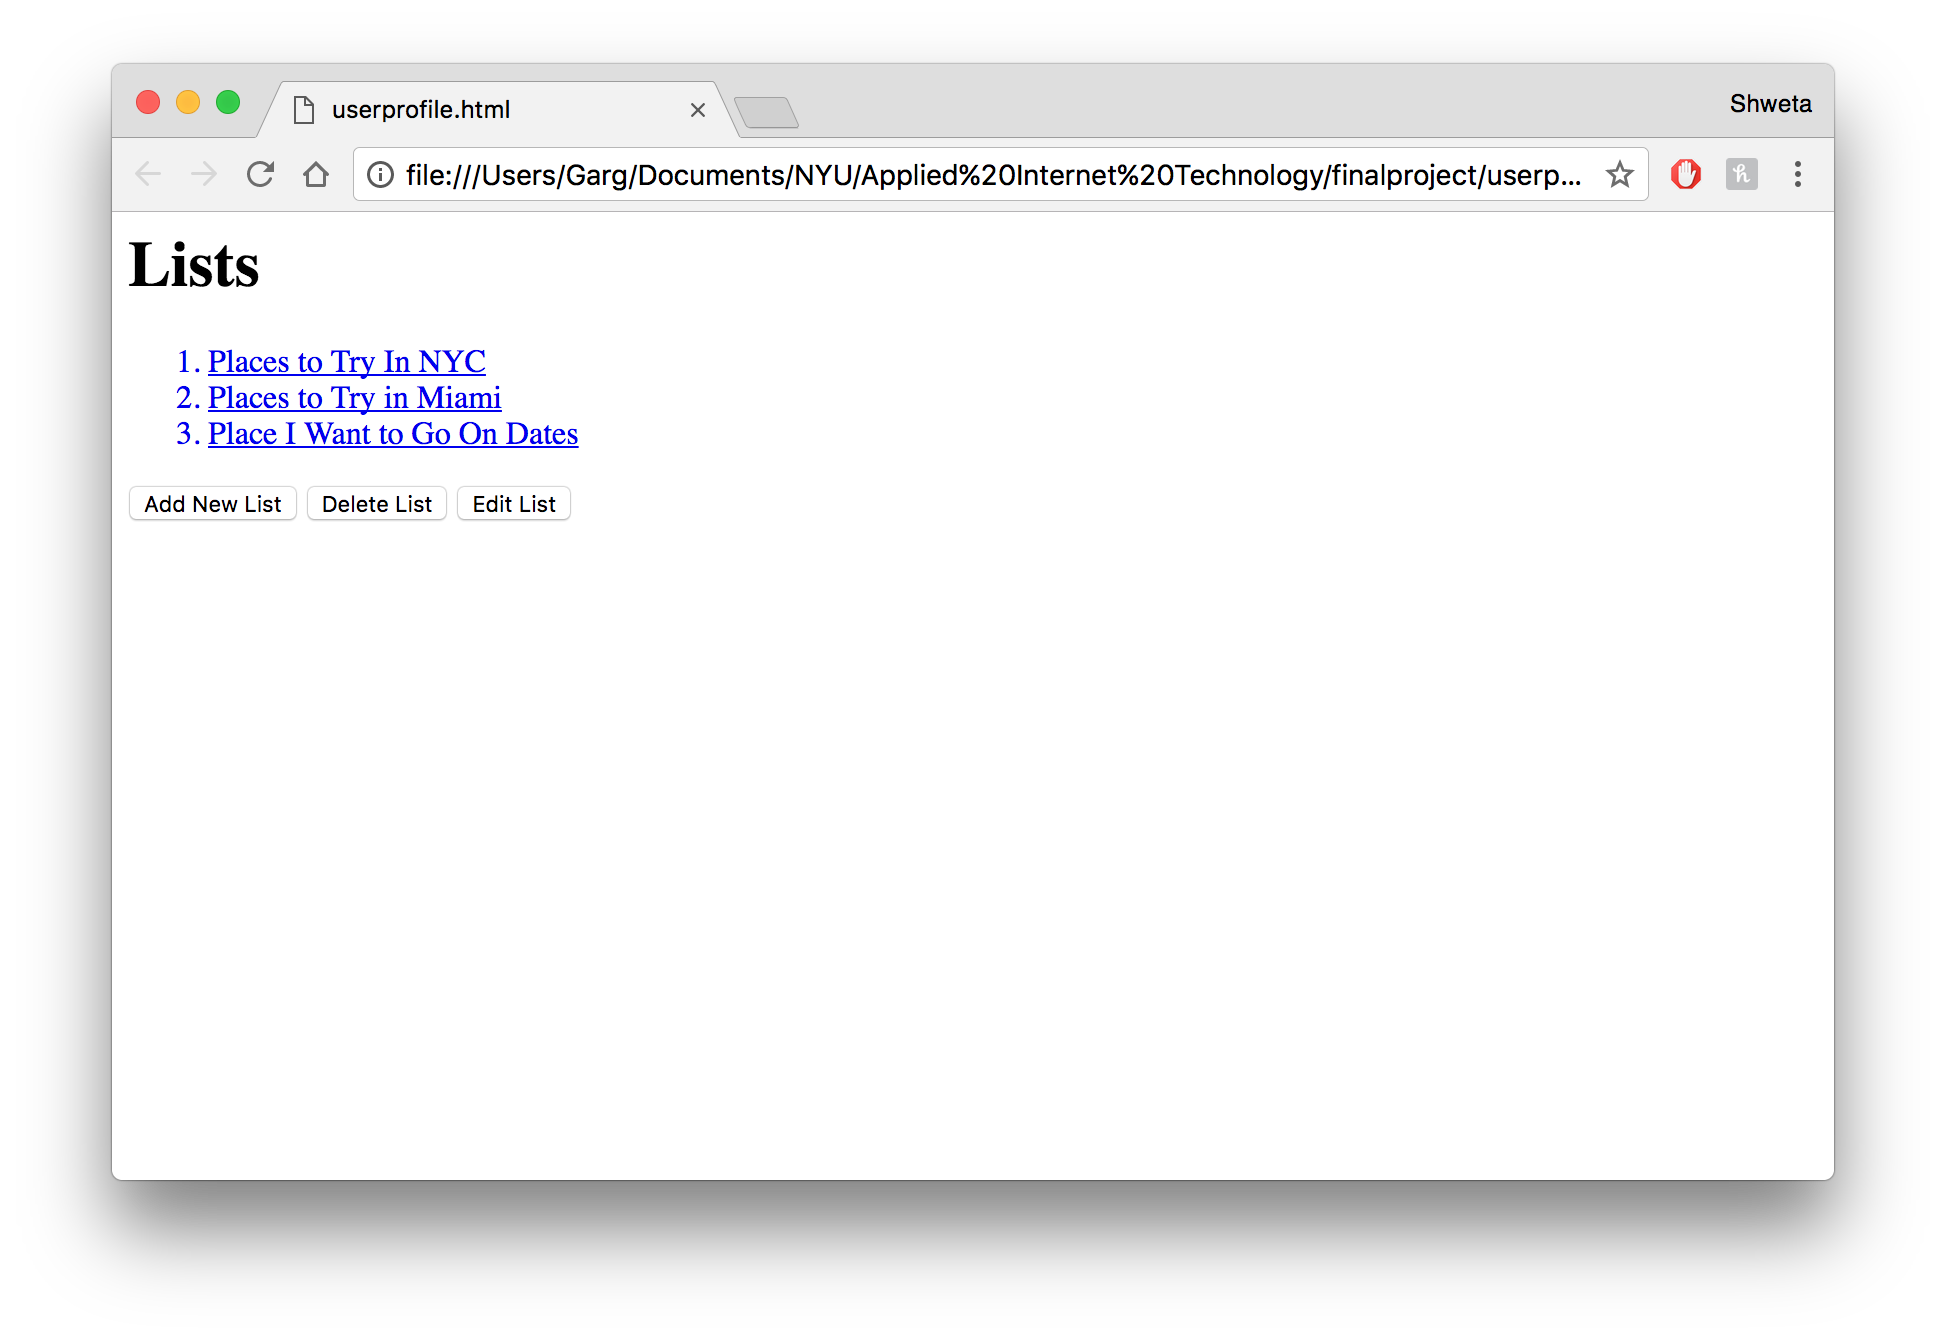 userprofile.html
Shweta
file:///Users/Garg/Documents/NYU/Applied%20Internet%20Technology/finalproject/userp...
Lists
1. Places to Try In NYC
2. Places to Try in Miami
3. Place I Want to Go On Dates
Add New List Delete List Edit List